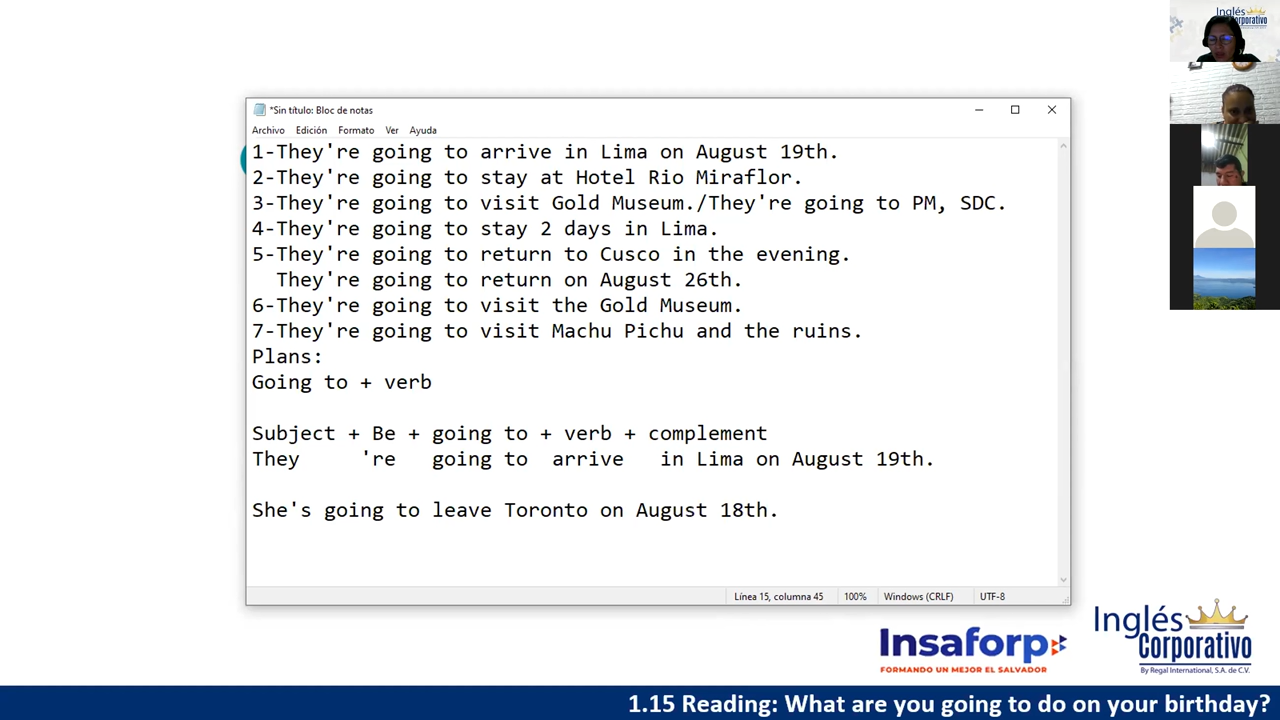 Inglés
Corporativo
*Sin título: Bloc de notas
Archivo Edición Formato Ver Ayuda
1-They're going to arrive in Lima on August 19th.
2-They're going to stay at Hotel Rio Miraflor.
3-They're going to visit Gold Museum./They're going to PM, SDC.
4-They're going to stay 2 days in Lima.
5-They're going to return to Cusco in the evening.
They're going to return on August 26th.
6-They're going to visit the Gold Museum.
7-They're going to visit Machu Pichu and the ruins.
Plans:
Going to + verb
Subject + Be + going to + verb + complement
They 're going to arrive in Lima on August 19th.
She's going to leave Toronto on August 18th.
Línea 15, columna 45 100% Windows (CRLF) UTF-8
Insaforp
FORMANDO UN MEJOR EL SALVADOR
Inglés
Corporativo
By Regal International, S.A. de C.V.
1.15 Reading: What are you going to do on your birthday?